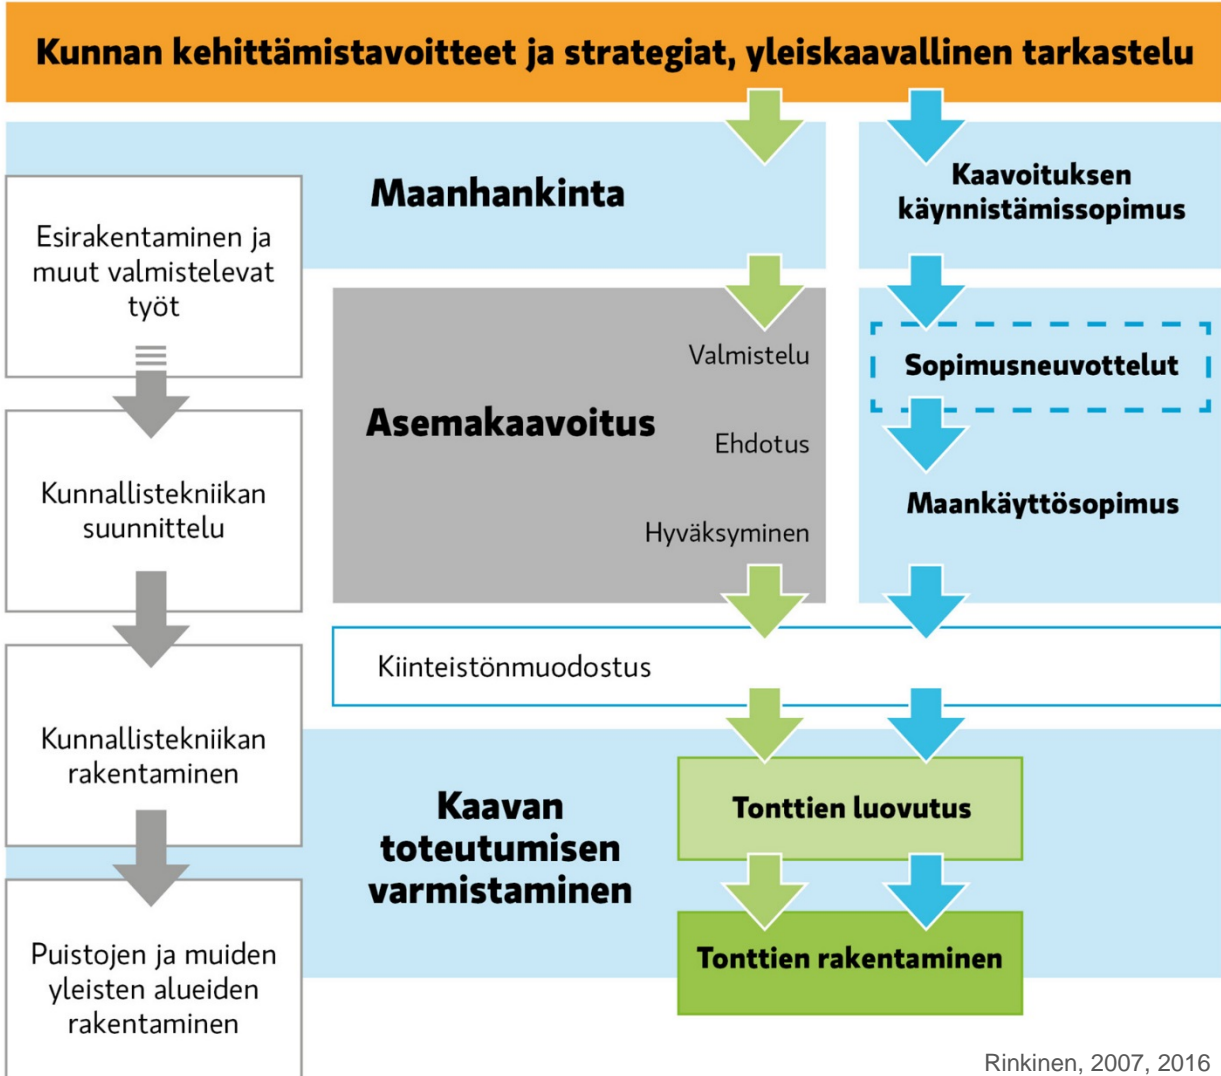 Kunnan kehittämistavoitteet ja strategiat, yleiskaavallinen tarkastelu
Maanhankinta
Kaavoituksen
käynnistämissopimus
Esirakentaminen ja
muut valmistelevat
työt
Asemakaavoitus
Valmistelu
Ehdotus
Hyväksyminen
Sopimusneuvottelut
Maankäyttösopimus
Kunnallistekniikan
suunnittelu
Kiinteistönmuodostus
Kunnallistekniikan
rakentaminen
Kaavan
toteutumisen
varmistaminen
Tonttien luovutus
Tonttien rakentaminen
Puistojen ja muiden
yleisten alueiden
rakentaminen
Rinkinen, 2007, 2016